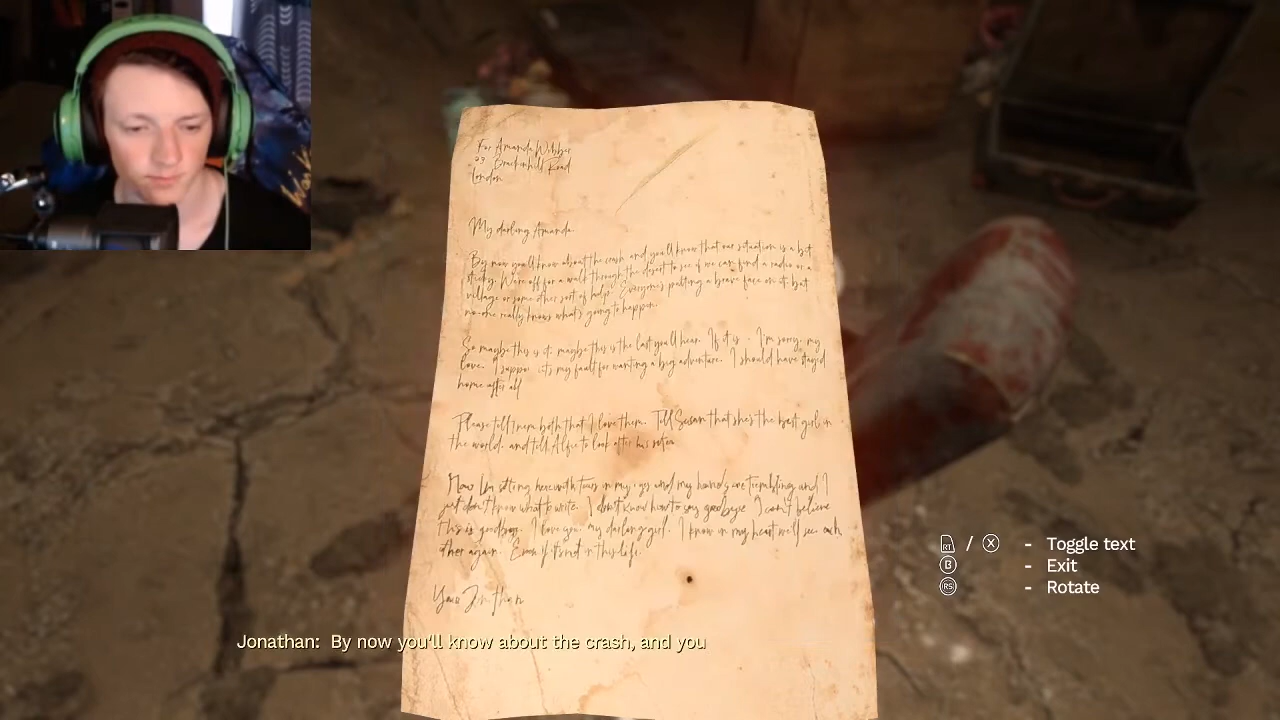 For Amanda Webber
Brackenhill Road
London
My darling Amanda.
By now you'll know about the crash and you'll know that our situation is a bit
sticky. We're off for a walk through the desert to see if we can find a radio or a
village or some other sort of help. Everyone's putting a brave face on it, but
no-one really knows what's going to happen.
So maybe this is it, maybe this is the last you'll hear. If it is... I'm sorry, my
love. I suppose it's my fault for wanting a big adventure. I should have stayed
home after all
Please tell them both that I love them. Tell Susan that she's the best girl in
the world, and tell Alfie to look after his sister
Now I'm sitting here with tears in my eyes and my hands are trembling and I
just don't know what to write. I don't know how to say goodbye. I can't believe
this is goodbye. I love you, my darling girl. I know in my heart we'll see each
other again. Even if it's not in this life.
Your Jonathan
Jonathan: By now you'll know about the crash, and you
RT / X - Toggle text
B - Exit
RS - Rotate